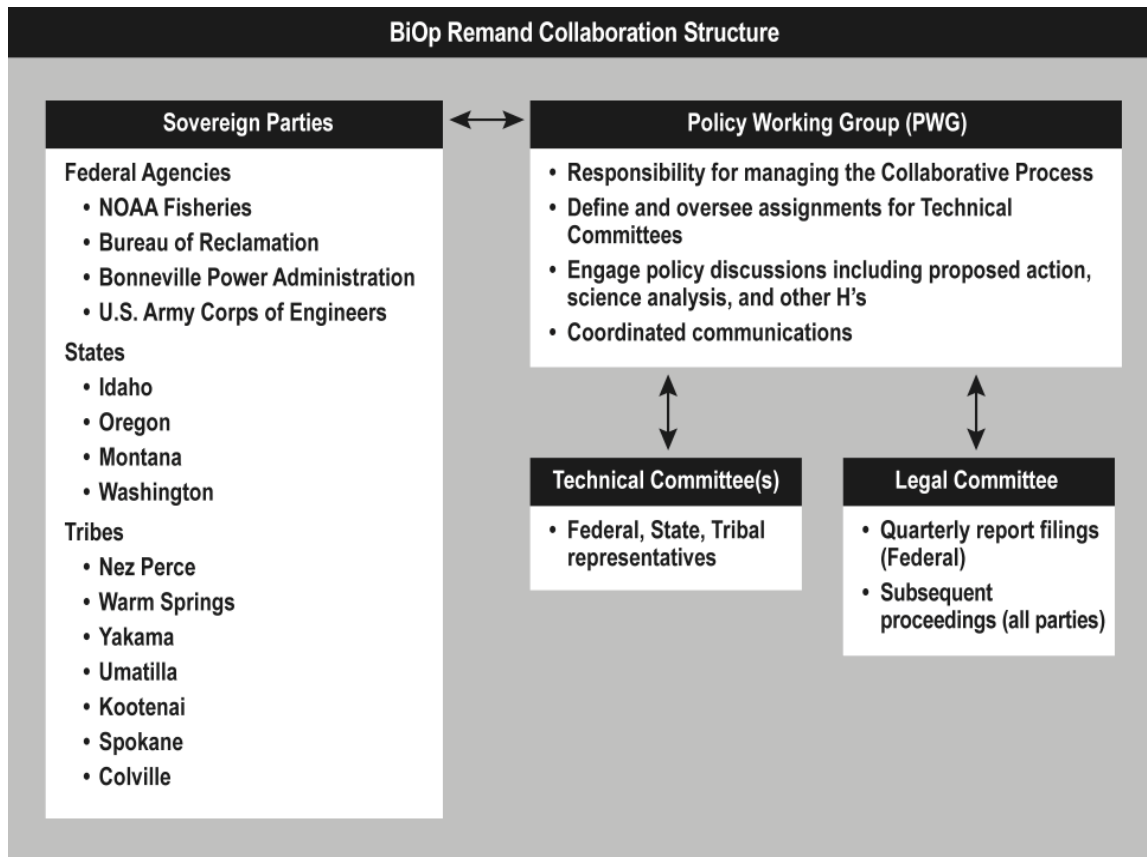 BiOp Remand Collaboration Structure
Sovereign Parties
Federal Agencies
• NOAA Fisheries
• Bureau of Reclamation
• Bonneville Power Administration
• U.S. Army Corps of Engineers
States
• Idaho
• Oregon
• Montana
• Washington
Tribes
• Nez Perce
• Warm Springs
• Yakama
• Umatilla
• Kootenai
• Spokane
• Colville
Policy Working Group (PWG)
• Responsibility for managing the Collaborative Process
• Define and oversee assignments for Technical
Committees
• Engage policy discussions including proposed action,
science analysis, and other H's
• Coordinated communications
Technical Committee(s)
• Federal, State, Tribal
representatives
Legal Committee
• Quarterly report filings
(Federal)
• Subsequent
proceedings (all parties)